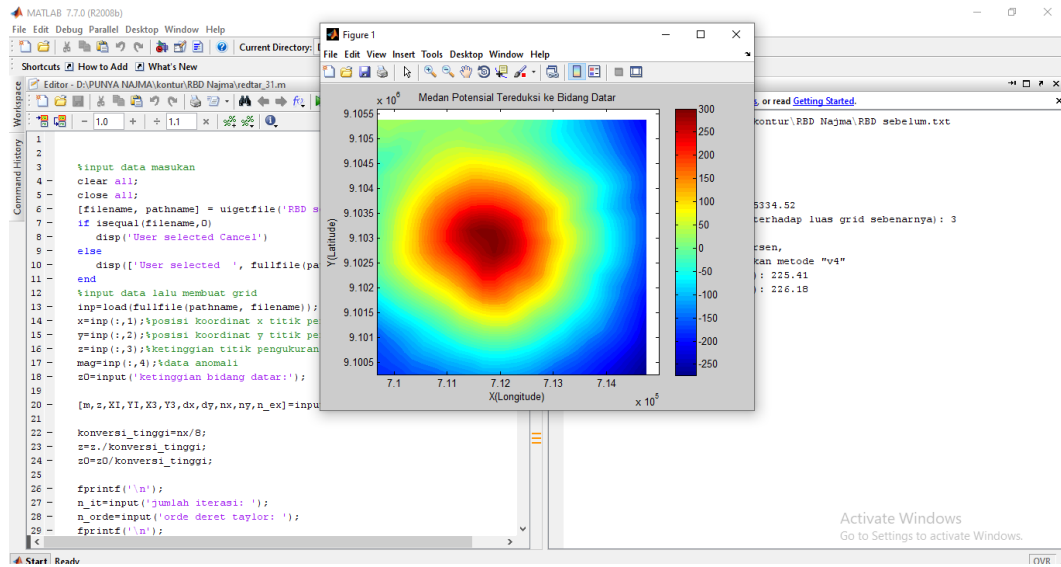 MATLAB 7.7.0 (R2008b)
File Edit Debug Parallel Desktop Window Help
Current Directory:
Shortcuts How to Add What's New
Editor - D:\PUNYA NAJMA\kontur\RBD Najma\redtar_31.m
1.0
1.1
Workspace
Command History
1
2
3 %input data masukan
4 - clear all;
5 - close all;
6 - [filename, pathname] = uigetfile('RBD s
7 - if isequal(filename,0)
8 - disp('User selected Cancel')
9 - else
10 - disp(['User selected ', fullfile(pa
11 - end
12 %input data lalu membuat grid
13 - inp=load(fullfile(pathname, filename));
14 - x=inp(:,1);%posisi koordinat x titik pe
15 - y=inp(:,2);%posisi koordinat y titik pe
16 - z=inp(:,3);%ketinggian titik pengukuran
17 - mag=inp(:,4);%data anomali
18 - z0=input('ketinggian bidang datar:');
19
20 - [m,z,XI,YI,X3,Y3,dx,dy,nx,ny,n_ex]=inpu
21
22 - konversi_tinggi=nx/8;
23 - z=z./konversi_tinggi;
24 - z0=z0/konversi_tinggi;
25
26 - fprintf('\n');
27 - n_it=input('jumlah iterasi: ');
28 - n_orde=input('orde deret taylor: ');
29 - fprintf('\n');
Figure 1
File Edit View Insert Tools Desktop Window Help
x 10^6
Medan Potensial Tereduksi ke Bidang Datar
9.1055
9.105
9.1045
9.104
9.1035
9.103
9.1025
9.102
9.1015
9.101
9.1005
Y(Latitude)
7.1 7.11 7.12 7.13 7.14
X(Longitude)
x 10^5
300
250
200
150
100
50
0
-50
-100
-150
-200
-250
, or read Getting Started.
kontur\RBD Najma\RBD sebelum.txt
5334.52
terhadap luas grid sebenarnya): 3
rsen,
kan metode "v4"
): 225.41
): 226.18
Activate Windows
Go to Settings to activate Windows.
Start Ready
OVR